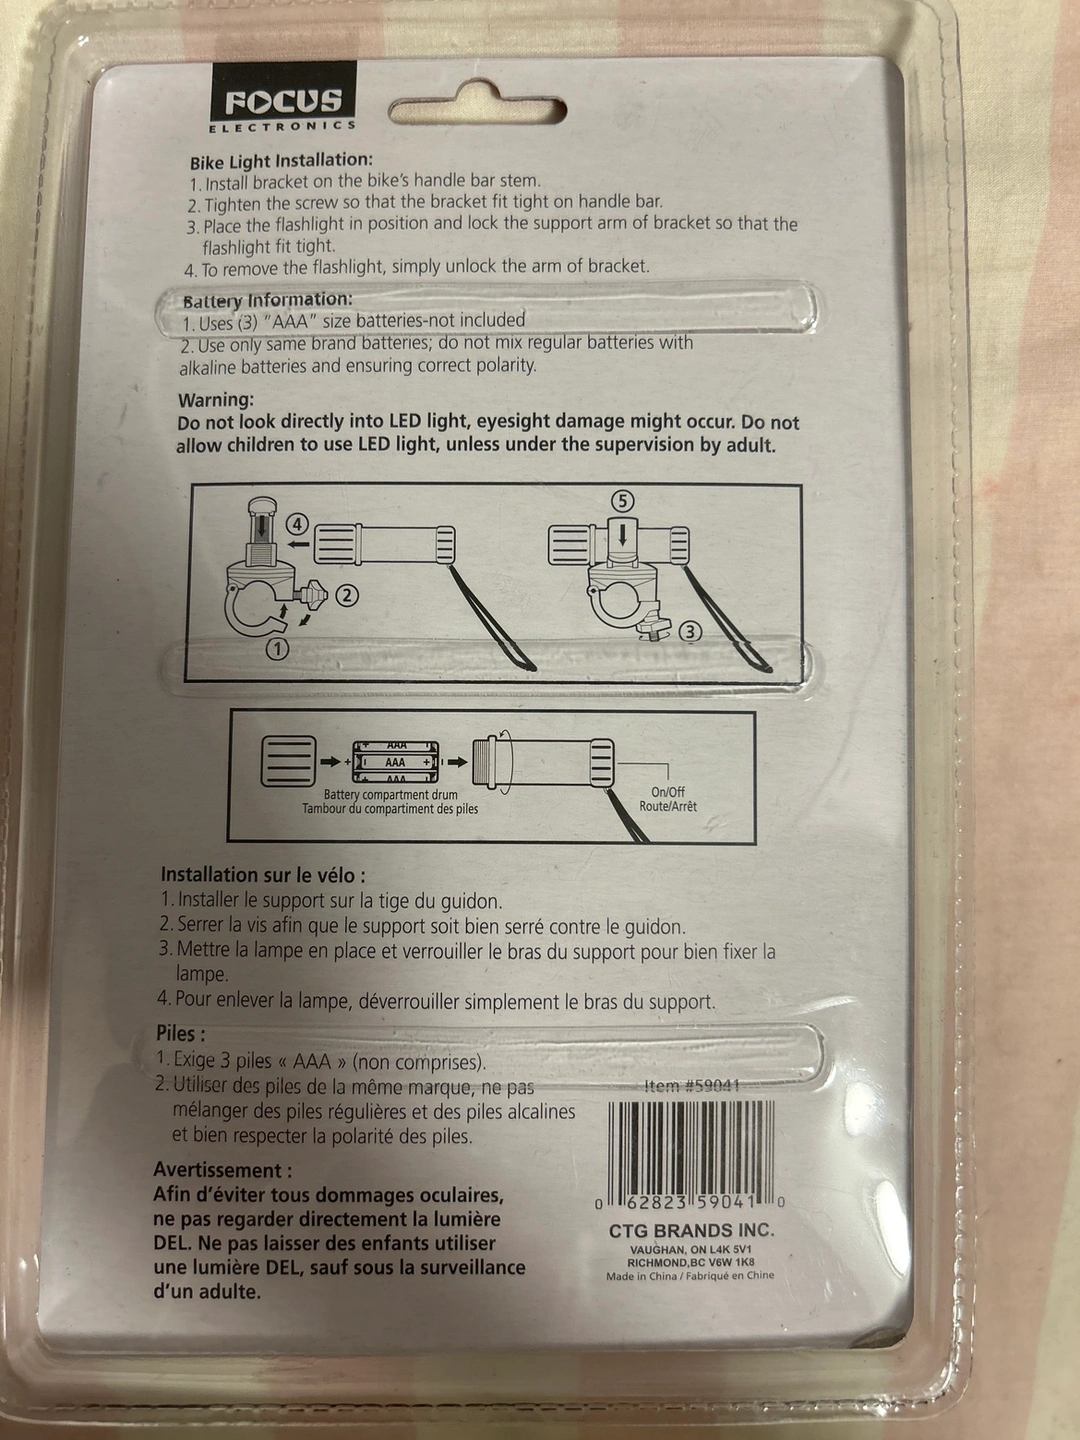 FOCUS
ELECTRONICS
Bike Light Installation:
1. Install bracket on the bike's handle bar stem.
2. Tighten the screw so that the bracket fit tight on handle bar.
3. Place the flashlight in position and lock the support arm of bracket so that the
flashlight fit tight.
4. To remove the flashlight, simply unlock the arm of bracket.
Battery Information:
1. Uses (3) "AAA" size batteries-not included
2. Use only same brand batteries; do not mix regular batteries with
alkaline batteries and ensuring correct polarity.
Warning:
Do not look directly into LED light, eyesight damage might occur. Do not
allow children to use LED light, unless under the supervision by adult.
5
4
2
3
1
AAA
+ AAA +
AAA
Battery compartment drum
Tambour du compartiment des piles
On/Off
Route/Arrêt
Installation sur le vélo :
1. Installer le support sur la tige du guidon.
2. Serrer la vis afin que le support soit bien serré contre le guidon.
3. Mettre la lampe en place et verrouiller le bras du support pour bien fixer la
lampe.
4. Pour enlever la lampe, déverrouiller simplement le bras du support.
Piles :
1. Exige 3 piles « AAA » (non comprises).
2. Utiliser des piles de la même marque, ne pas
mélanger des piles régulières et des piles alcalines
et bien respecter la polarité des piles.
Avertissement :
Afin d'éviter tous dommages oculaires,
ne pas regarder directement la lumière
DEL. Ne pas laisser des enfants utiliser
une lumière DEL, sauf sous la surveillance
d'un adulte.
Item #59041
0 62823 59041 0
CTG BRANDS INC.
VAUGHAN, ON L4K 5V1
RICHMOND,BC V6W 1K8
Made in China / Fabriqué en Chine